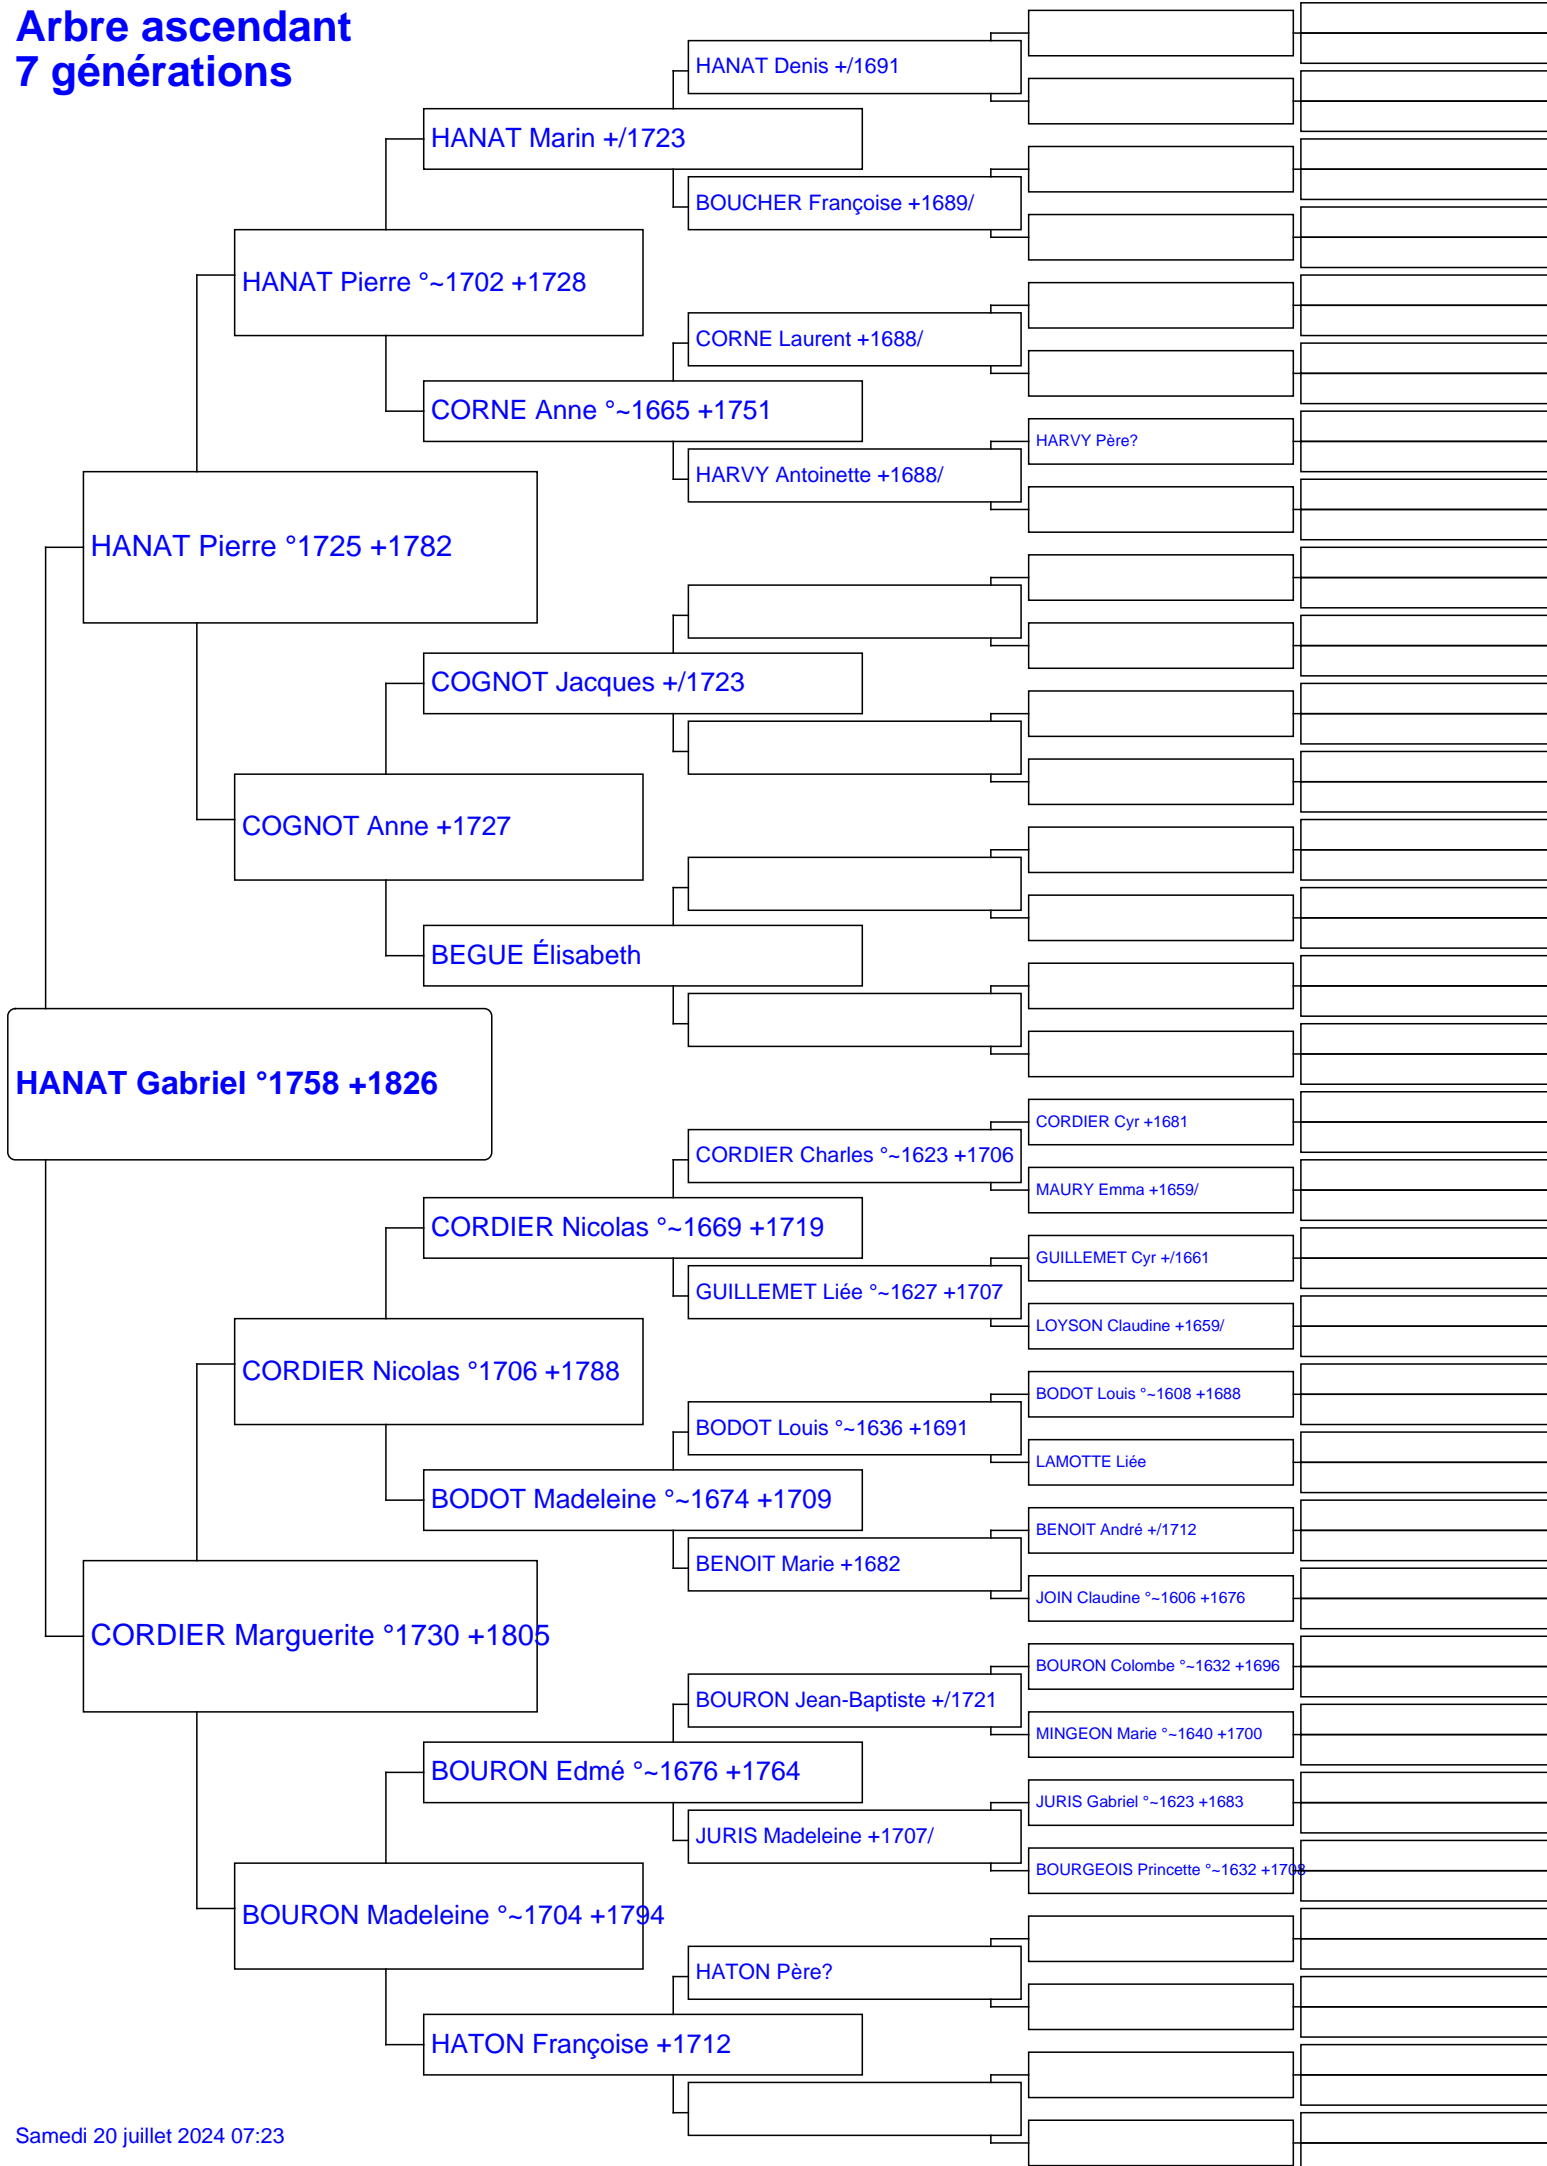 Arbre ascendant
7 générations
HANAT Denis +/1691
HANAT Marin +/1723
BOUCHER Françoise +1689/
HANAT Pierre °~1702 +1728
CORNE Laurent +1688/
CORNE Anne °~1665 +1751
HARVY Père?
HARVY Antoinette +1688/
HANAT Pierre °1725 +1782
COGNOT Jacques +/1723
COGNOT Anne +1727
BEGUE Élisabeth
HANAT Gabriel °1758 +1826
CORDIER Cyr +1681
CORDIER Charles °~1623 +1706
MAURY Emma +1659/
CORDIER Nicolas °~1669 +1719
GUILLEMET Cyr +/1661
GUILLEMET Liée °~1627 +1707
LOYSON Claudine +1659/
CORDIER Nicolas °1706 +1788
BODOT Louis °~1608 +1688
BODOT Louis °~1636 +1691
LAMOTTE Liée
BODOT Madeleine °~1674 +1709
BENOIT André +/1712
BENOIT Marie +1682
JOIN Claudine °~1606 +1676
CORDIER Marguerite °1730 +1805
BOURON Colombe °~1632 +1696
BOURON Jean-Baptiste +/1721
MINGEON Marie °~1640 +1700
BOURON Edmé °~1676 +1764
JURIS Gabriel °~1623 +1683
JURIS Madeleine +1707/
BOURGEOIS Princette °~1632 +1708
BOURON Madeleine °~1704 +1794
HATON Père?
HATON Françoise +1712
Samedi 20 juillet 2024 07:23